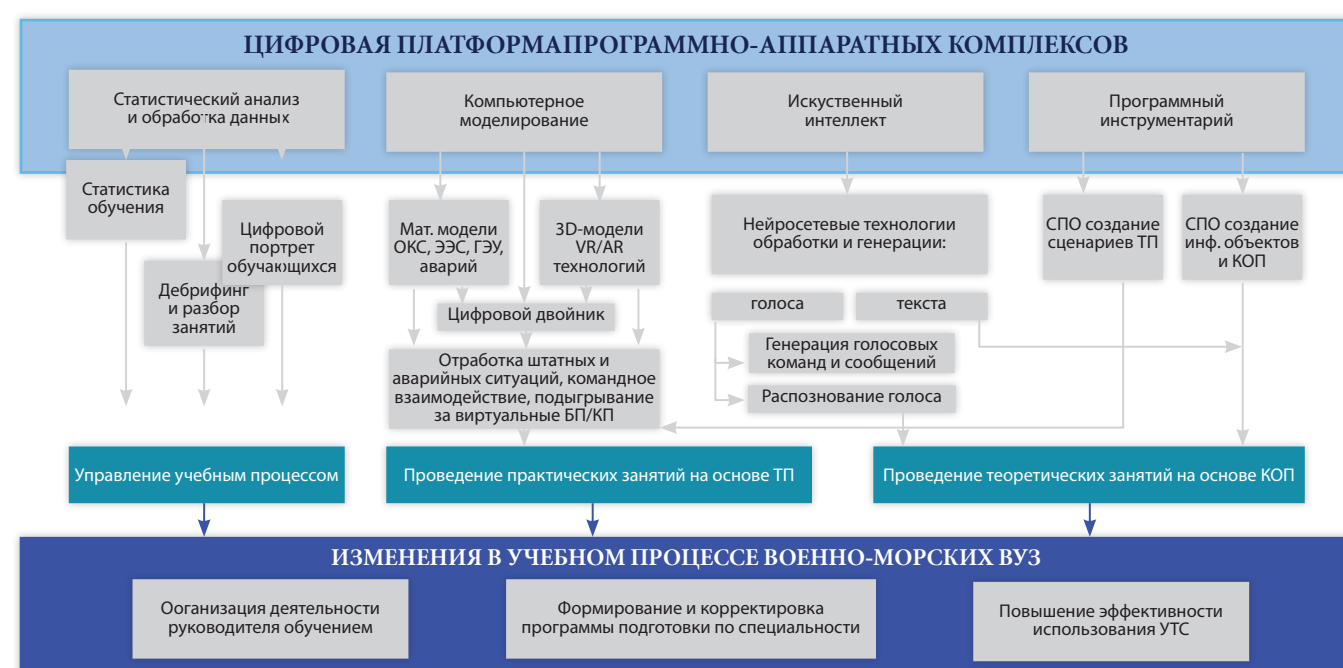 ЦИФРОВАЯ ПЛАТФОРМАПРОГРАММНО-АППАРАТНЫХ КОМПЛЕКСОВ
Статистический анализ
и обработка данных
Компьютерное
моделирование
Искуственный
интеллект
Программный
инструментарий
Статистика
обучения
Цифровой
портрет
обучающихся
Дебрифинг
и разбор
занятий
Мат. модели
ОКС, ЭЭС, ГЭУ,
аварий
3D-модели
VR/AR
технологий
Цифровой двойник
Отработка штатных и
аварийных ситуаций, командное
взаимодействие, подыгрывание
за виртуальные БП/КП
Нейросетевые технологии
обработки и генерации:
голоса
текста
Генерация голосовых
команд и сообщений
Распознование голоса
СПО создание
сценариев ТП
СПО создание
инф. объектов
и КОП
Управление учебным процессом
Проведение практических занятий на основе ТП
Проведение теоретических занятий на основе КОП
ИЗМЕНЕНИЯ В УЧЕБНОМ ПРОЦЕССЕ ВОЕННО-МОРСКИХ ВУЗ
Ооганизация деятельности
руководителя обучением
Формирование и корректировка
программы подготовки по специальности
Повышение эффективности
использования УТС